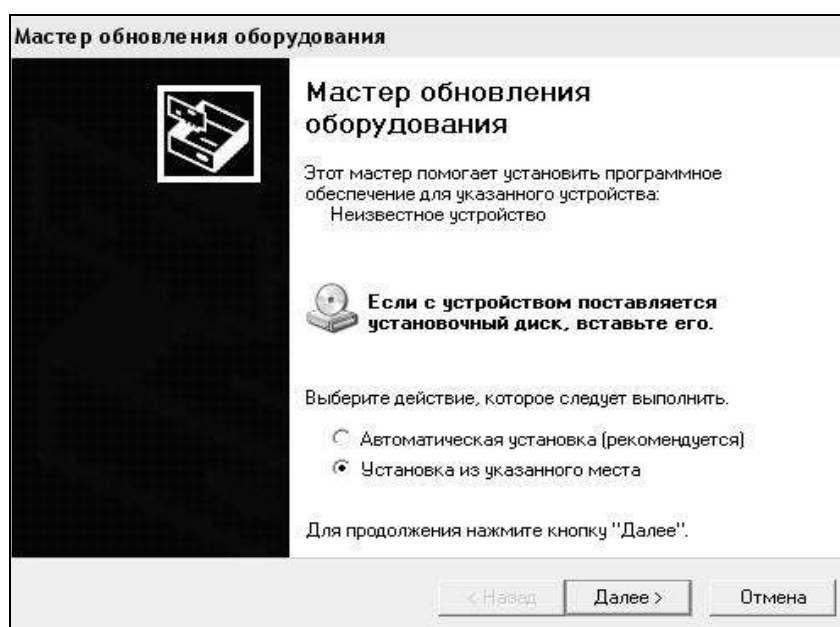 Мастер обновления оборудования
Мастер обновления
оборудования
Этот мастер помогает установить программное
обеспечение для указанного устройства:
Неизвестное устройство
Если с устройством поставляется
установочный диск, вставьте его.
Выберите действие, которое следует выполнить.
Автоматическая установка (рекомендуется)
Установка из указанного места
Для продолжения нажмите кнопку "Далее".
< Назад Далее > Отмена